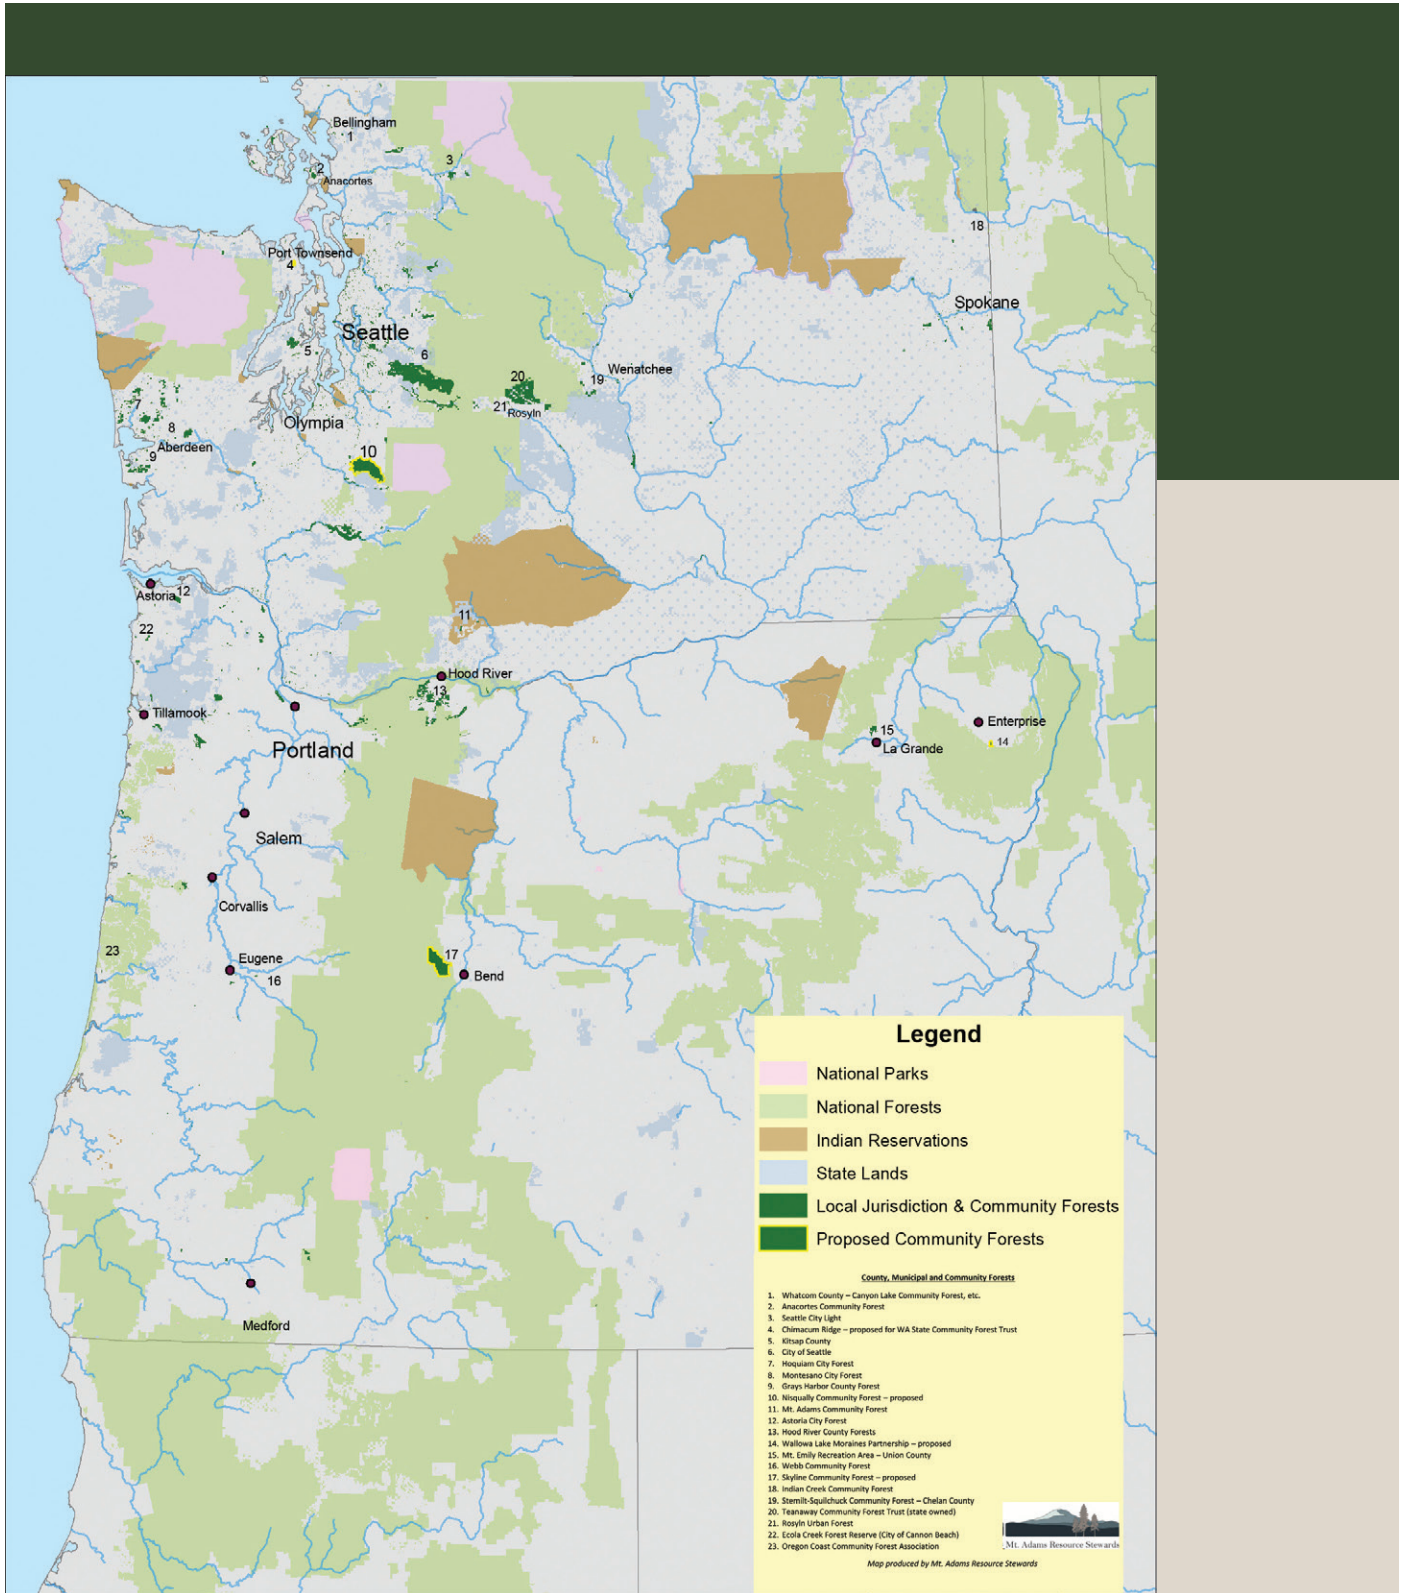 Bellingham
1
3
2
Anacortes
18
Port Townsend
4
Spokane
Seattle
5
6
Wenatchee
20
19
7
21
Rosyln
Olympia
8
Aberdeen
9
10
Astoria
12
11
22
Hood River
13
Tillamook
Enterprise
15
14
La Grande
Portland
Salem
Corvallis
23
Eugene
17
16
Bend
Medford
Legend
National Parks
National Forests
Indian Reservations
State Lands
Local Jurisdiction & Community Forests
Proposed Community Forests
County, Municipal and Community Forests
1. Whatcom County – Canyon Lake Community Forest, etc.
2. Anacortes Community Forest
3. Seattle City Light
4. Chimacum Ridge – proposed for WA State Community Forest Trust
5. Kitsap County
6. City of Seattle
7. Hoquiam City Forest
8. Montesano City Forest
9. Grays Harbor County Forest
10. Nisqually Community Forest – proposed
11. Mt. Adams Community Forest
12. Astoria City Forest
13. Hood River County Forests
14. Wallowa Lake Moraines Partnership – proposed
15. Mt. Emily Recreation Area – Union County
16. Webb Community Forest
17. Skyline Community Forest – proposed
18. Indian Creek Community Forest
19. Stemilt-Squilchuck Community Forest – Chelan County
20. Teanaway Community Forest Trust (state owned)
21. Rosyln Urban Forest
22. Ecola Creek Forest Reserve (City of Cannon Beach)
23. Oregon Coast Community Forest Association
Mt. Adams Resource Stewards
Map produced by Mt. Adams Resource Stewards